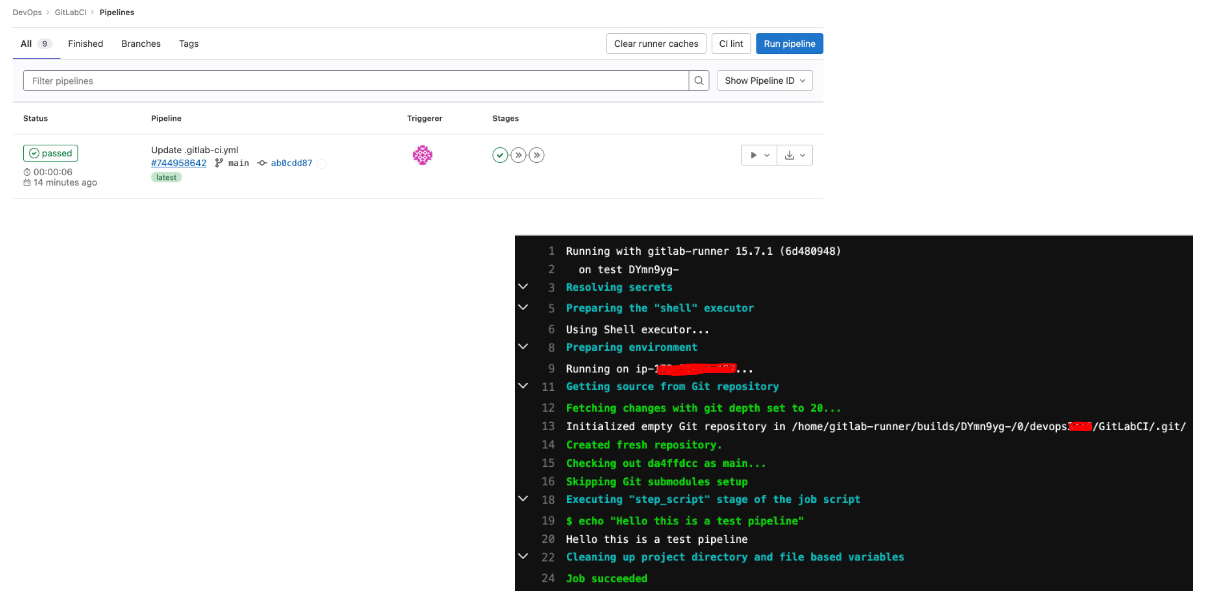 DevOps › GitLabCI › Pipelines
All 9 Finished Branches Tags Clear runner caches CI lint Run pipeline
Filter pipelines Show Pipeline ID
Status Pipeline Triggerer Stages
passed Update .gitlab-ci.yml
#744958642 main ab0cdd87
00:00:06
latest
14 minutes ago
1 Running with gitlab-runner 15.7.1 (6d480948)
2 on test DYmn9yg-
3 Resolving secrets
5 Preparing the "shell" executor
6 Using Shell executor...
8 Preparing environment
9 Running on ip-1 ...
11 Getting source from Git repository
12 Fetching changes with git depth set to 20...
13 Initialized empty Git repository in /home/gitlab-runner/builds/DYmn9yg-/0/devops /GitLabCI/.git/
14 Created fresh repository.
15 Checking out da4ffdcc as main...
16 Skipping Git submodules setup
18 Executing "step_script" stage of the job script
19 $ echo "Hello this is a test pipeline"
20 Hello this is a test pipeline
22 Cleaning up project directory and file based variables
24 Job succeeded